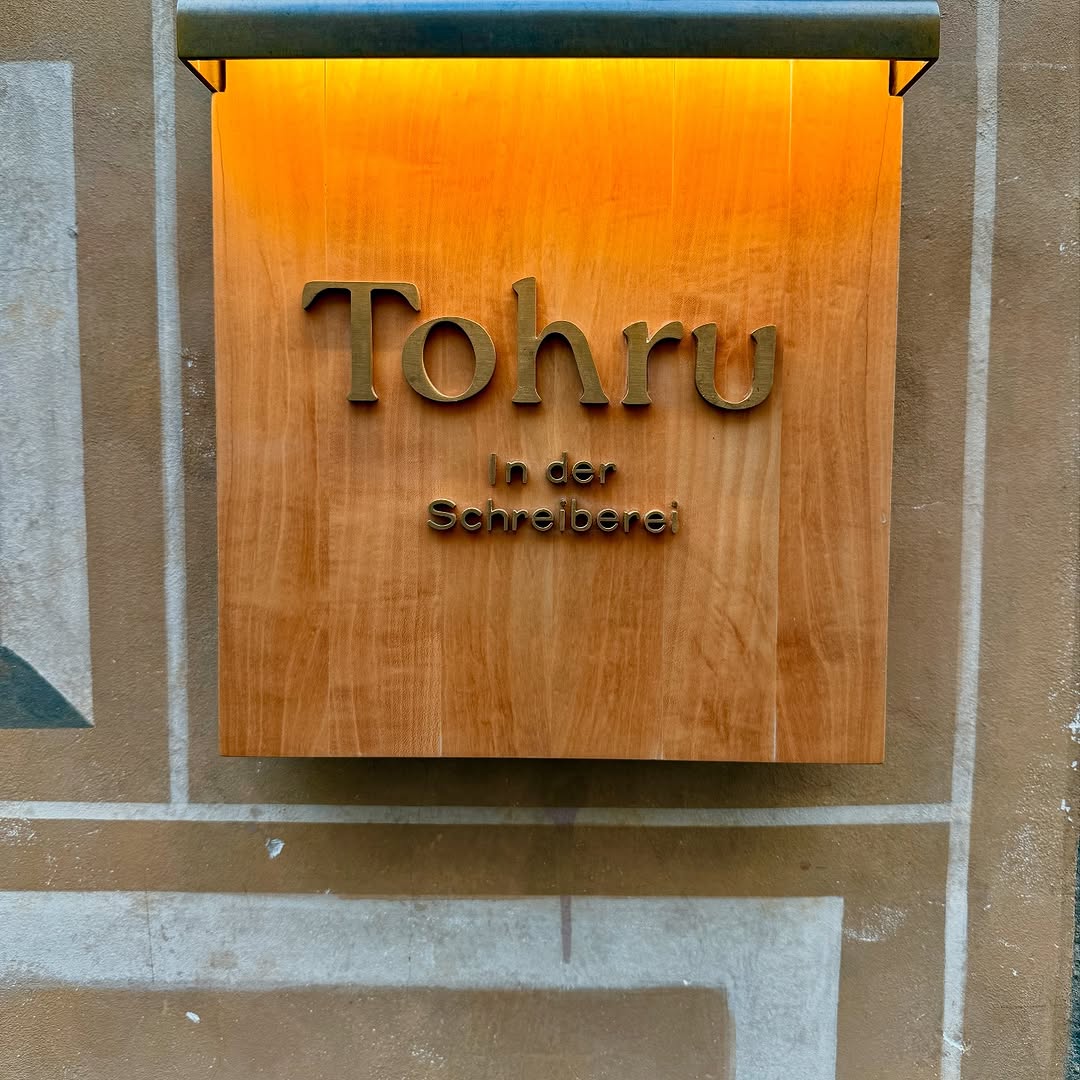 Tohru
In der
Schreiberei